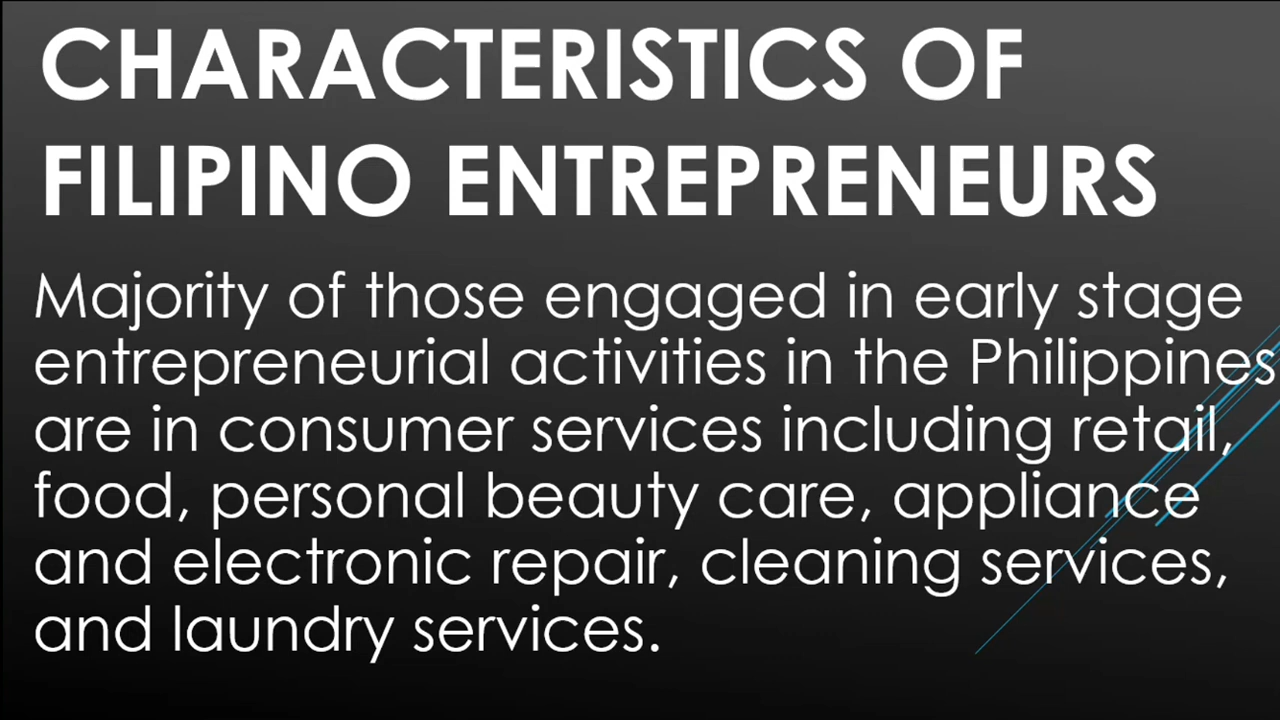 CHARACTERISTICS OF
FILIPINO ENTREPRENEURS
Majority of those engaged in early stage
entrepreneurial activities in the Philippines
are in consumer services including retail,
food, personal beauty care, appliance
and electronic repair, cleaning services,
and laundry services.